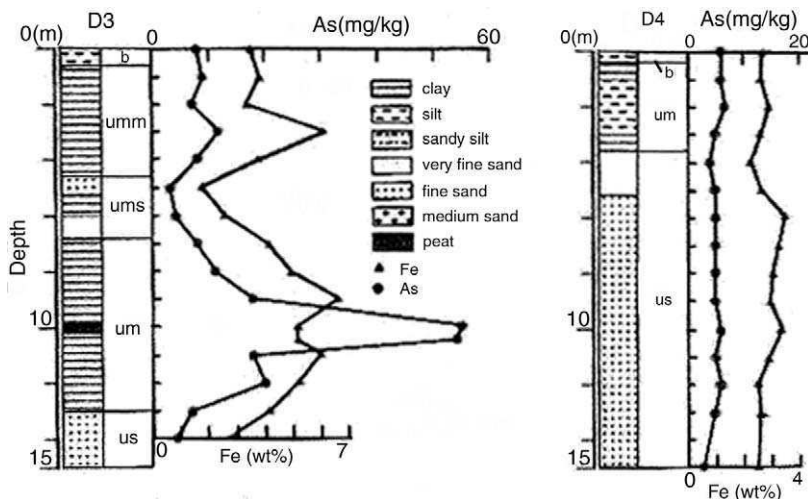 D3
As(mg/kg)
0(m)
0
60
b
umm
ums
um
us
Depth
10
15
0
Fe (wt%)
7
clay
silt
sandy silt
very fine sand
fine sand
medium sand
peat
Fe
As
D4
As(mg/kg)
0(m)
0
20
b
um
us
10
15
0
Fe (wt%)
4